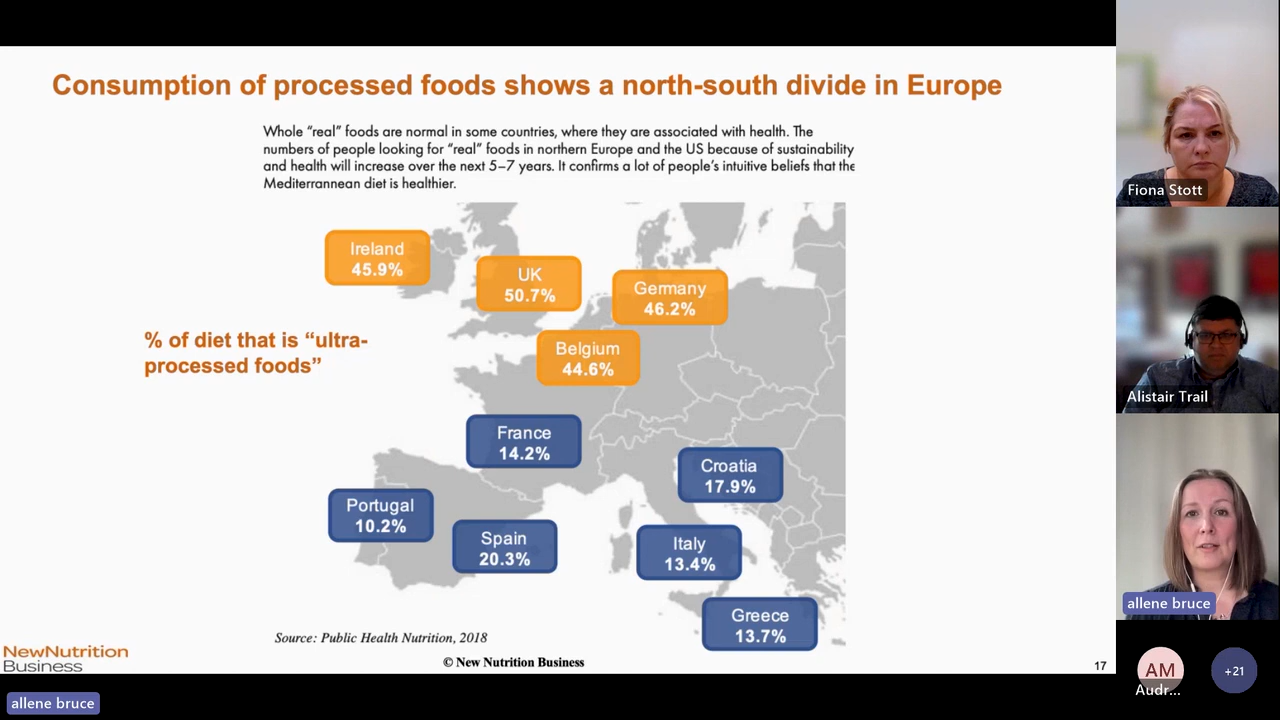 Consumption of processed foods shows a north-south divide in Europe
Whole “real” foods are normal in some countries, where they are associated with health. The
numbers of people looking for “real” foods in northern Europe and the US because of sustainability
and health will increase over the next 5–7 years. It confirms a lot of people’s intuitive beliefs that the
Mediterrannean diet is healthier.
Ireland
45.9%
UK
50.7%
Germany
46.2%
Belgium
44.6%
% of diet that is “ultra-
processed foods”
France
14.2%
Croatia
17.9%
Portugal
10.2%
Spain
20.3%
Italy
13.4%
Greece
13.7%
Source: Public Health Nutrition, 2018
© New Nutrition Business
NewNutrition
Business
17
allene bruce
Fiona Stott
Alistair Trail
allene bruce
AM
Audr...
+21